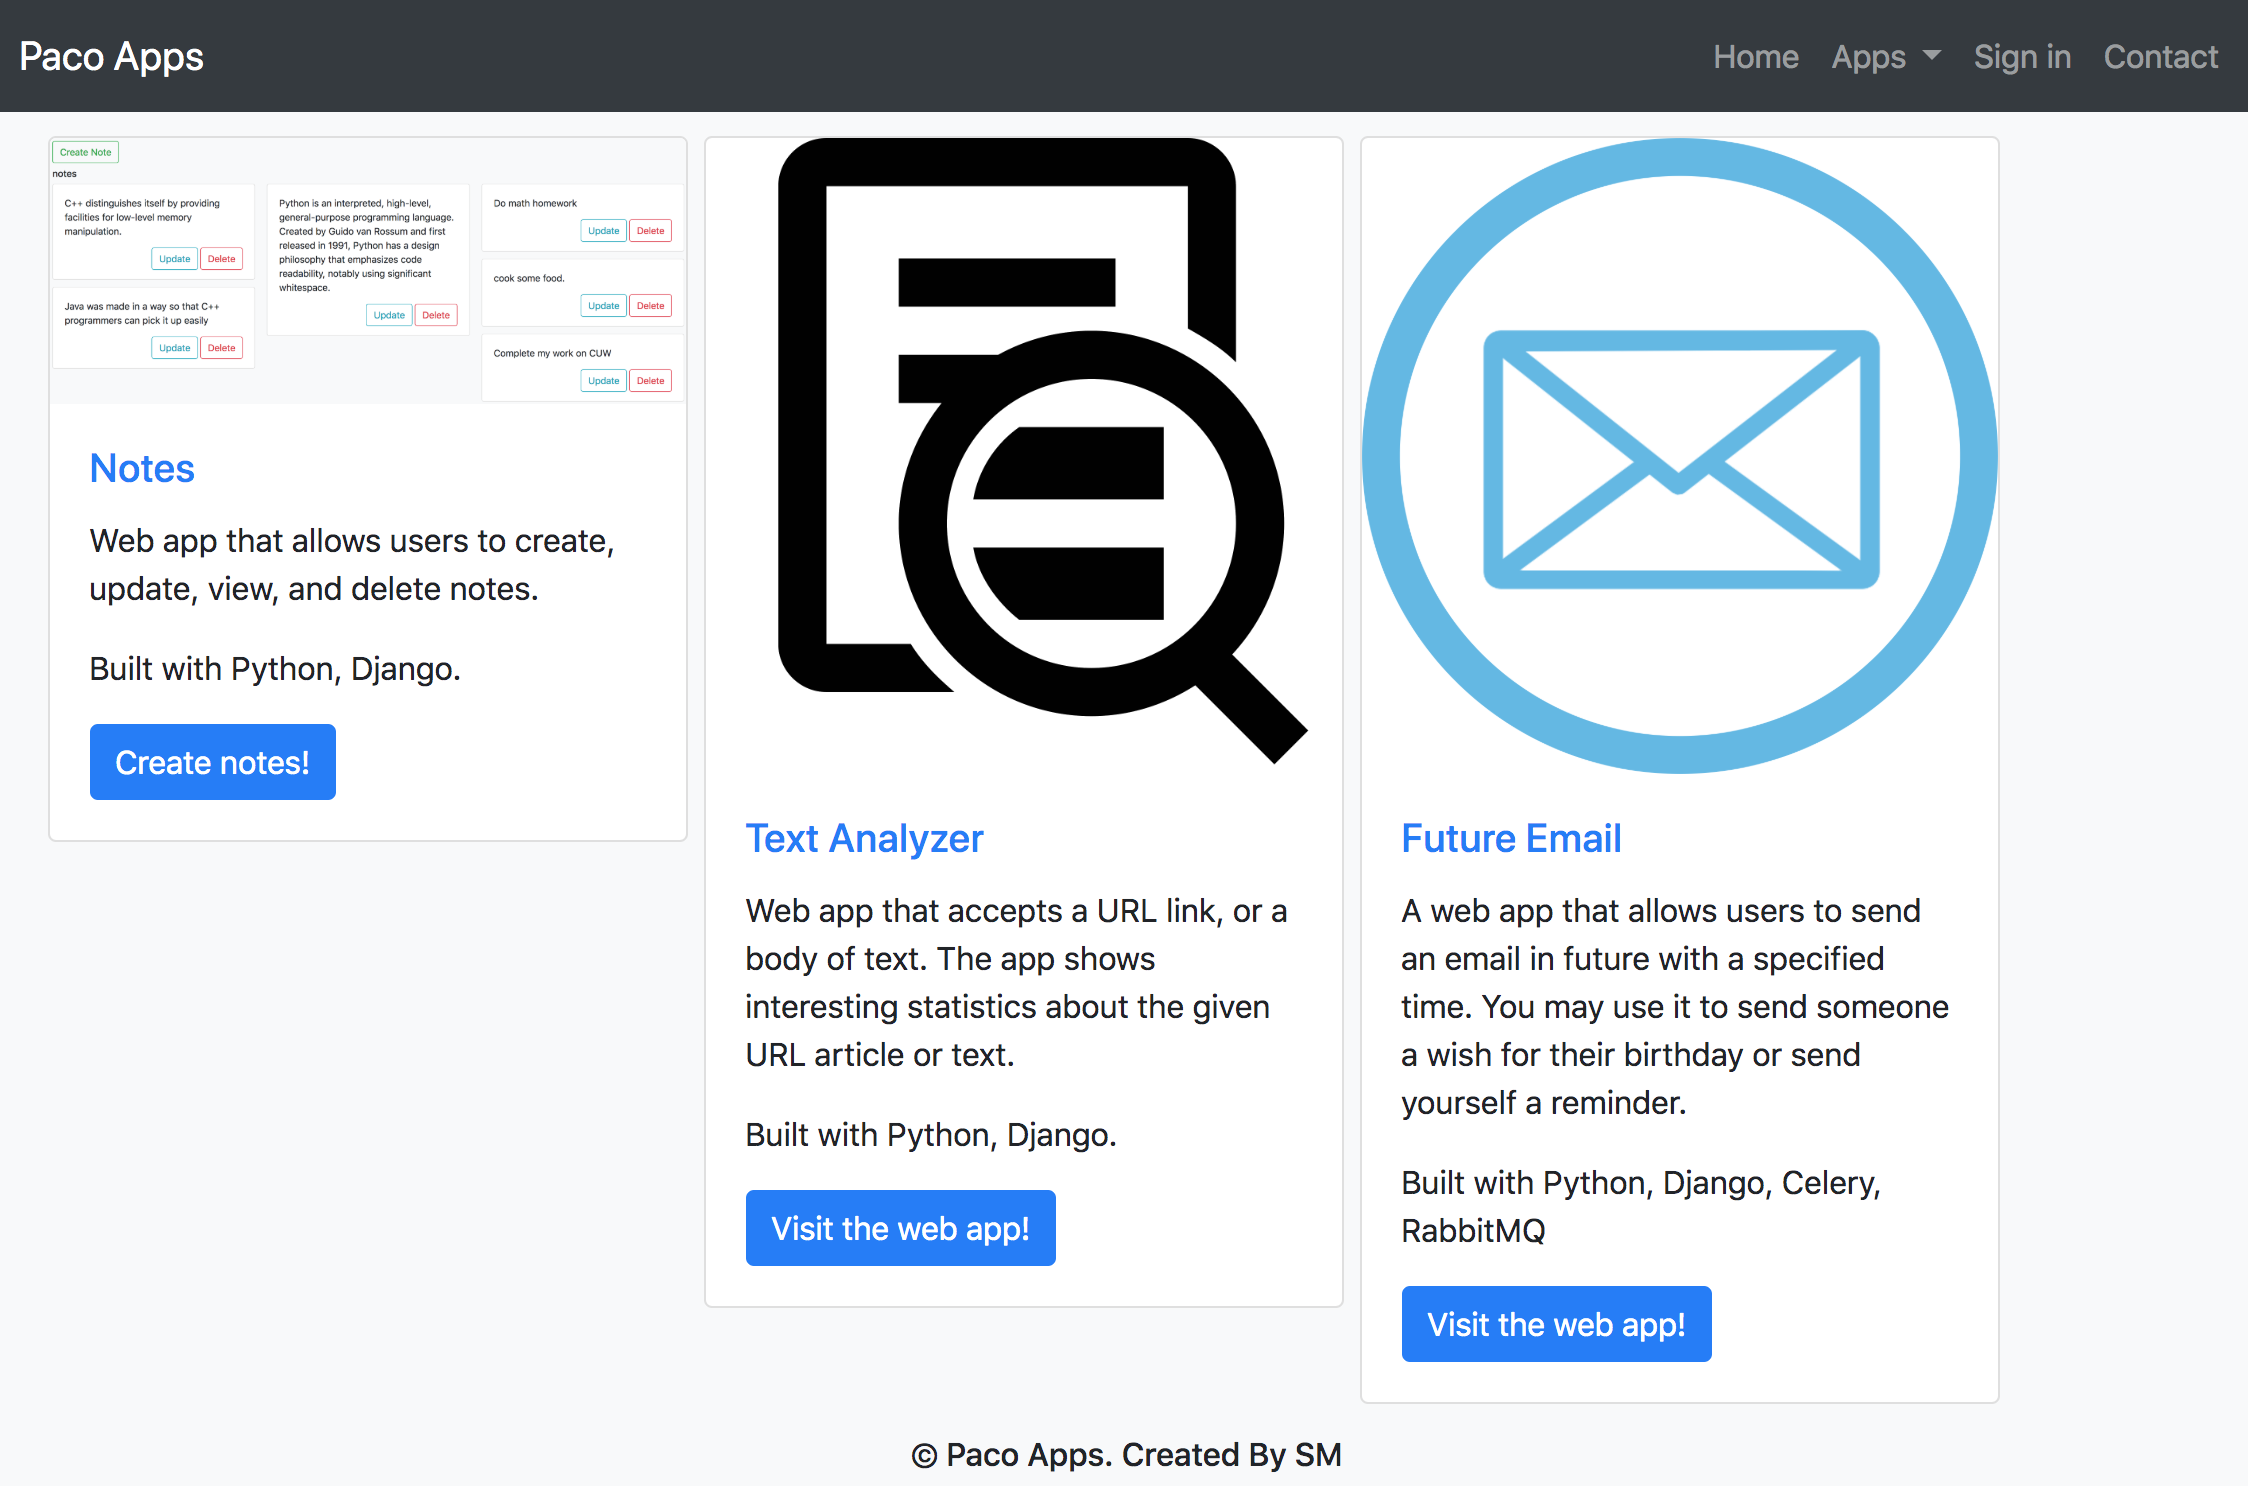 Paco Apps
Home Apps Sign in Contact
Create Note
notes
C++ distinguishes itself by providing
facilities for low-level memory
manipulation.
Update Delete
Java was made in a way so that C++
programmers can pick it up easily
Update Delete
Python is an interpreted, high-level,
general-purpose programming language.
Created by Guido van Rossum and first
released in 1991, Python has a design
philosophy that emphasizes code
readability, notably using significant
whitespace.
Update Delete
Do math homework
Update Delete
cook some food.
Update Delete
Complete my work on CUW
Update Delete
Notes
Web app that allows users to create,
update, view, and delete notes.
Built with Python, Django.
Create notes!
Text Analyzer
Web app that accepts a URL link, or a
body of text. The app shows
interesting statistics about the given
URL article or text.
Built with Python, Django.
Visit the web app!
Future Email
A web app that allows users to send
an email in future with a specified
time. You may use it to send someone
a wish for their birthday or send
yourself a reminder.
Built with Python, Django, Celery,
RabbitMQ
Visit the web app!
© Paco Apps. Created By SM